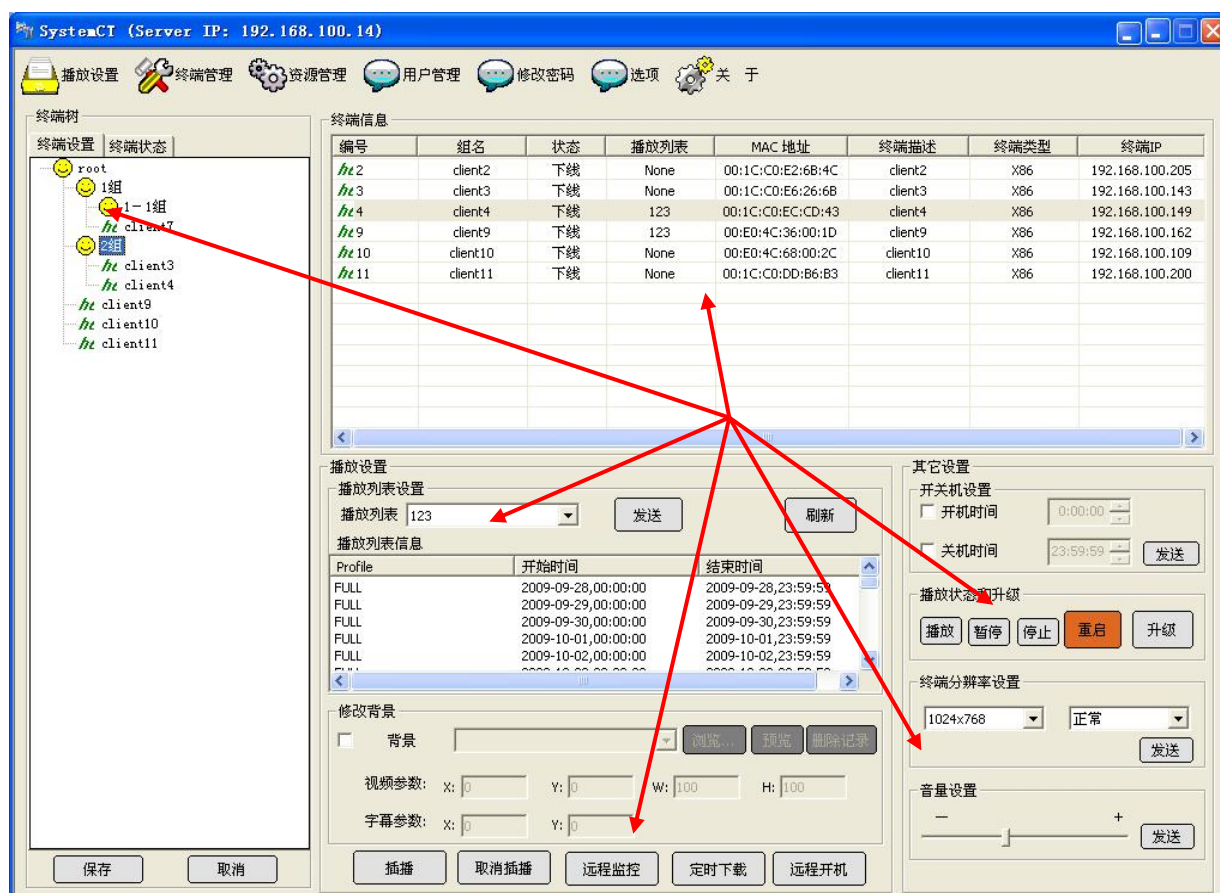 SystemCT (Server IP: 192.168.100.14)
播放设置 终端管理 资源管理 用户管理 修改密码 选项 关 于
终端树
终端设置 终端状态
root
1组
1-1组
client7
2组
client3
client4
client9
client10
client11
保存 取消
终端信息
编号 组名 状态 播放列表 MAC 地址 终端描述 终端类型 终端IP
2 client2 下线 None 00:1C:C0:E2:6B:4C client2 X86 192.168.100.205
3 client3 下线 None 00:1C:C0:E6:26:6B client3 X86 192.168.100.143
4 client4 下线 123 00:1C:C0:EC:CD:43 client4 X86 192.168.100.149
9 client9 下线 123 00:E0:4C:36:00:1D client9 X86 192.168.100.162
10 client10 下线 None 00:E0:4C:68:00:2C client10 X86 192.168.100.109
11 client11 下线 None 00:1C:C0:DD:B6:B3 client11 X86 192.168.100.200
播放设置
播放列表设置
播放列表 123 发送 刷新
播放列表信息
Profile 开始时间 结束时间
FULL 2009-09-28,00:00:00 2009-09-28,23:59:59
FULL 2009-09-29,00:00:00 2009-09-29,23:59:59
FULL 2009-09-30,00:00:00 2009-09-30,23:59:59
FULL 2009-10-01,00:00:00 2009-10-01,23:59:59
FULL 2009-10-02,00:00:00 2009-10-02,23:59:59
修改背景
背景 浏览... 预览 删除记录
视频参数: X: 0 Y: 0 W: 100 H: 100
字幕参数: X: 0 Y: 0
插播 取消插播 远程监控 定时下载 远程开机
其它设置
开关机设置
开机时间 0:00:00
关机时间 23:59:59 发送
播放状态和升级
播放 暂停 停止 重启 升级
终端分辨率设置
1024x768 正常
发送
音量设置
- +
发送